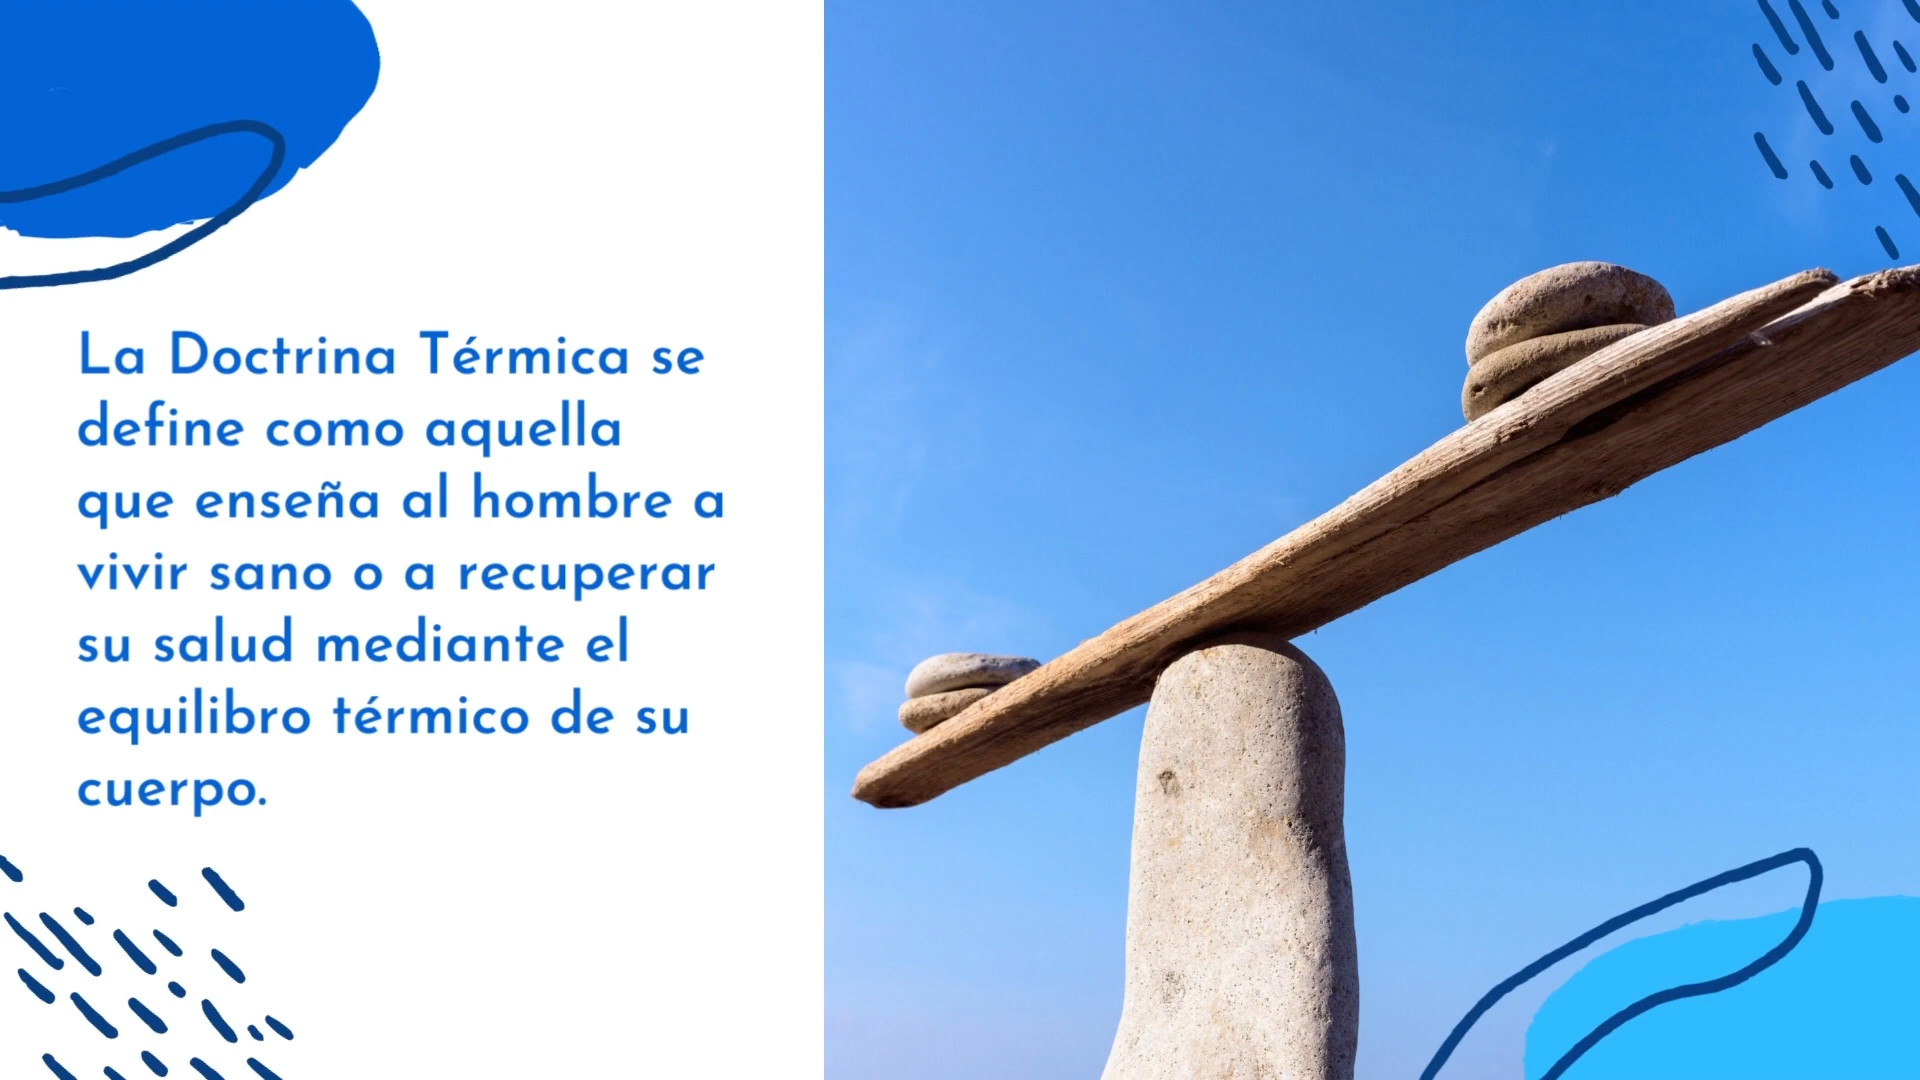 La Doctrina Térmica se
define como aquella
que enseña al hombre a
vivir sano o a recuperar
su salud mediante el
equilibro térmico de su
cuerpo.